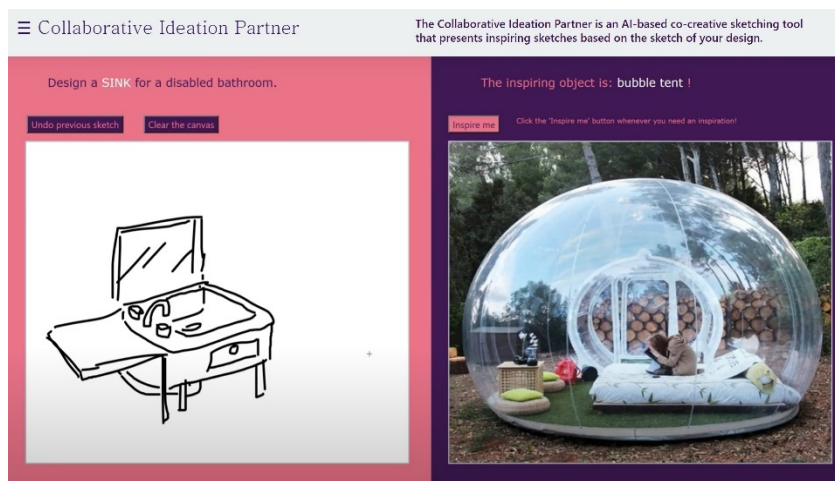 ☰ Collaborative Ideation Partner
The Collaborative Ideation Partner is an AI-based co-creative sketching tool
that presents inspiring sketches based on the sketch of your design.
Design a SINK for a disabled bathroom.
Undo previous sketch
Clear the canvas
The inspiring object is: bubble tent !
Inspire me
Click the 'Inspire me' button whenever you need an inspiration!